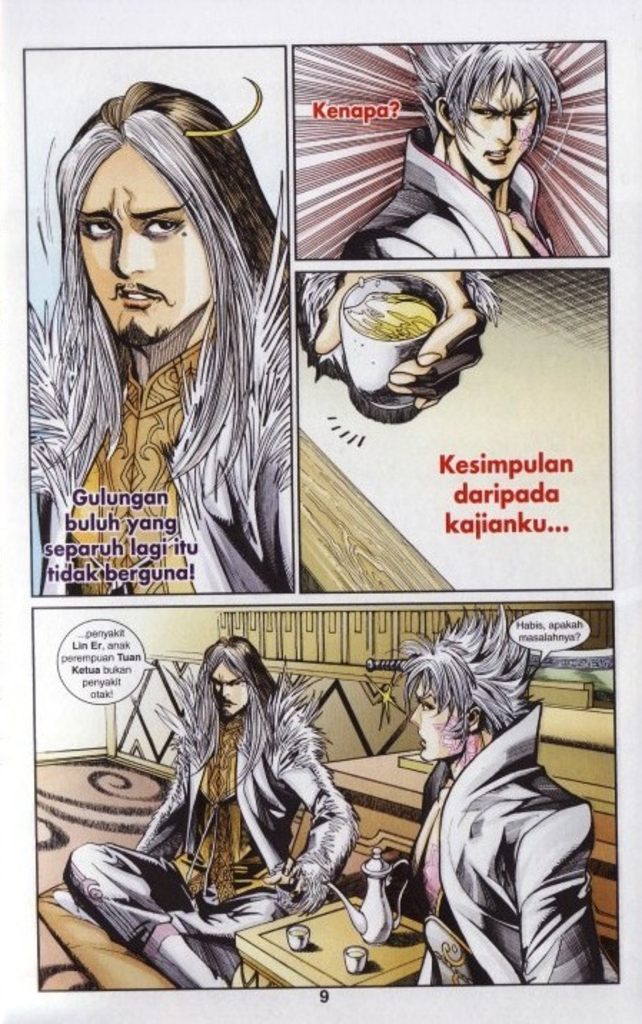 Gulungan
buluh yang
separuh lagi itu
tidak berguna!
Kenapa?
Kesimpulan
daripada
kajianku...
...penyakit
Lin Er, anak
perempuan Tuan
Ketua bukan
penyakit
otak!
Habis, apakah
masalahnya?
9